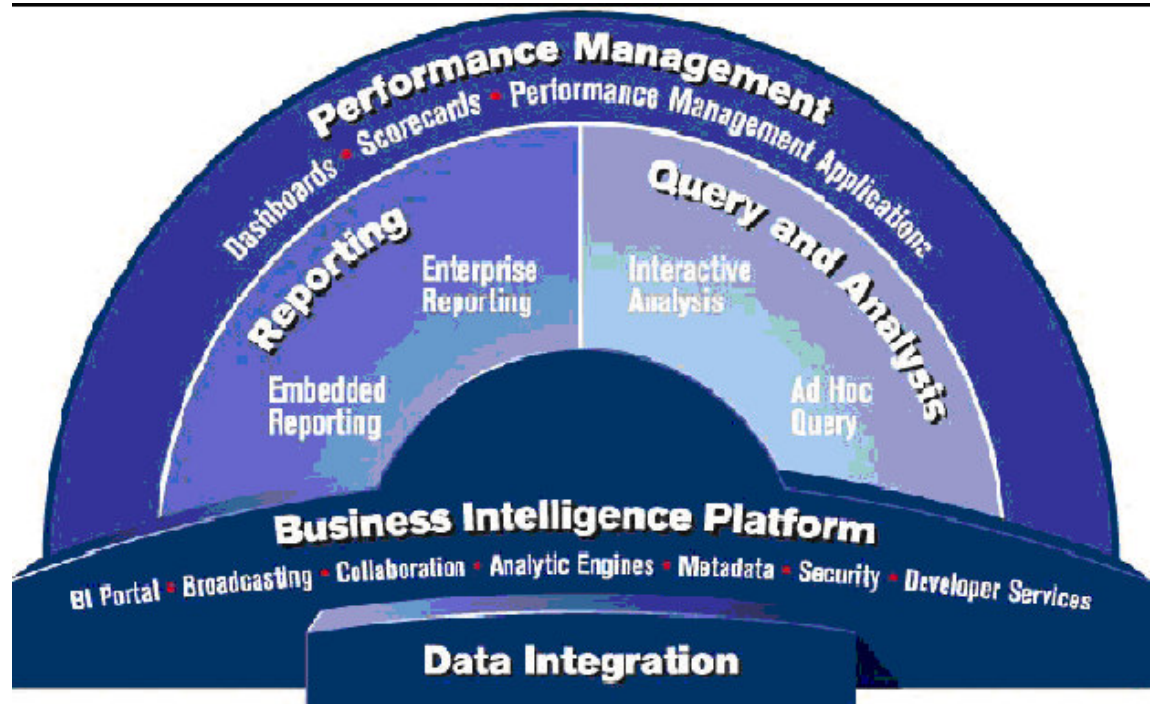 Performance Management
Dashboards • Scorecards • Performance Management Applications
Reporting
Enterprise
Reporting
Embedded
Reporting
Query and Analysis
Interactive
Analysis
Ad Hoc
Query
Business Intelligence Platform
BI Portal • Broadcasting • Collaboration • Analytic Engines • Metadata • Security • Developer Services
Data Integration